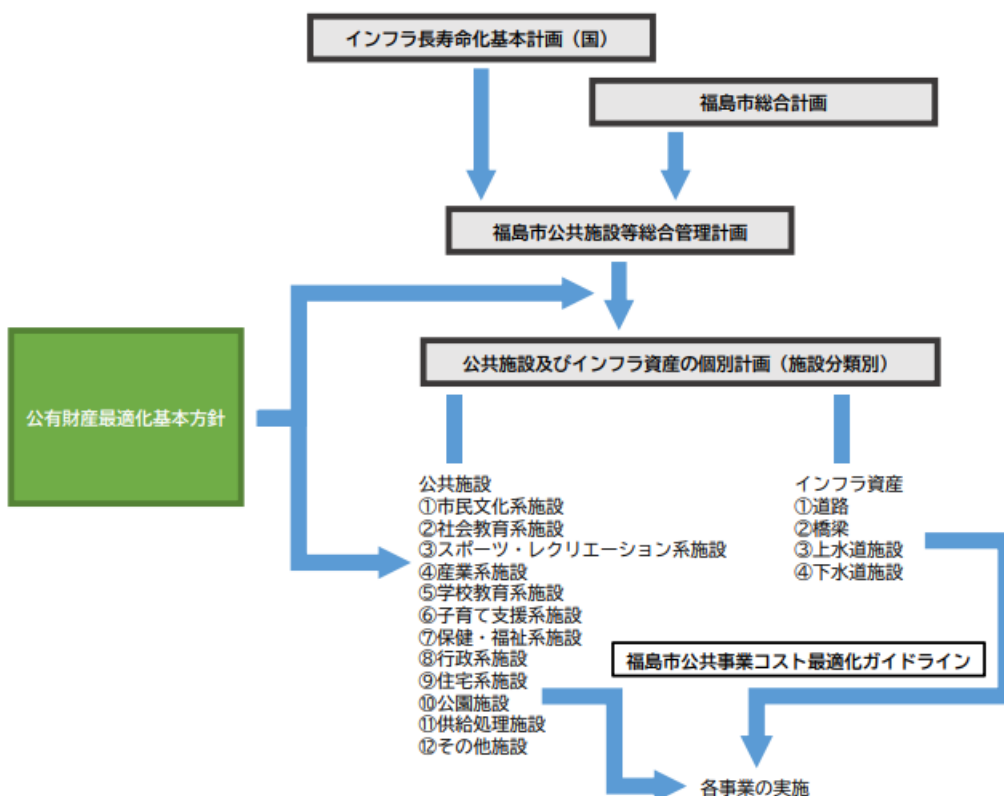 インフラ長寿命化基本計画（国）
福島市総合計画
福島市公共施設等総合管理計画
公有財産最適化基本方針
公共施設及びインフラ資産の個別計画（施設分類別）
公共施設
①市民文化系施設
②社会教育系施設
③スポーツ・レクリエーション系施設
④産業系施設
⑤学校教育系施設
⑥子育て支援系施設
⑦保健・福祉系施設
⑧行政系施設
⑨住宅系施設
⑩公園施設
⑪供給処理施設
⑫その他施設
インフラ資産
①道路
②橋梁
③上水道施設
④下水道施設
福島市公共事業コスト最適化ガイドライン
各事業の実施